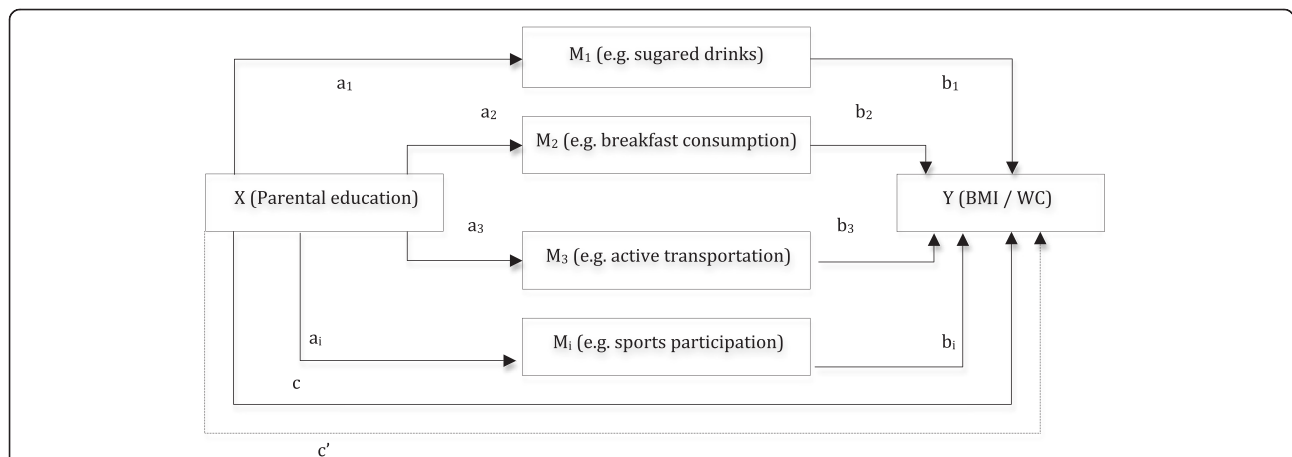 M₁ (e.g. sugared drinks)
a₁
b₁
a₂
b₂
M₂ (e.g. breakfast consumption)
X (Parental education)
Y (BMI / WC)
a₃
b₃
M₃ (e.g. active transportation)
aᵢ
Mᵢ (e.g. sports participation)
bᵢ
c
c’